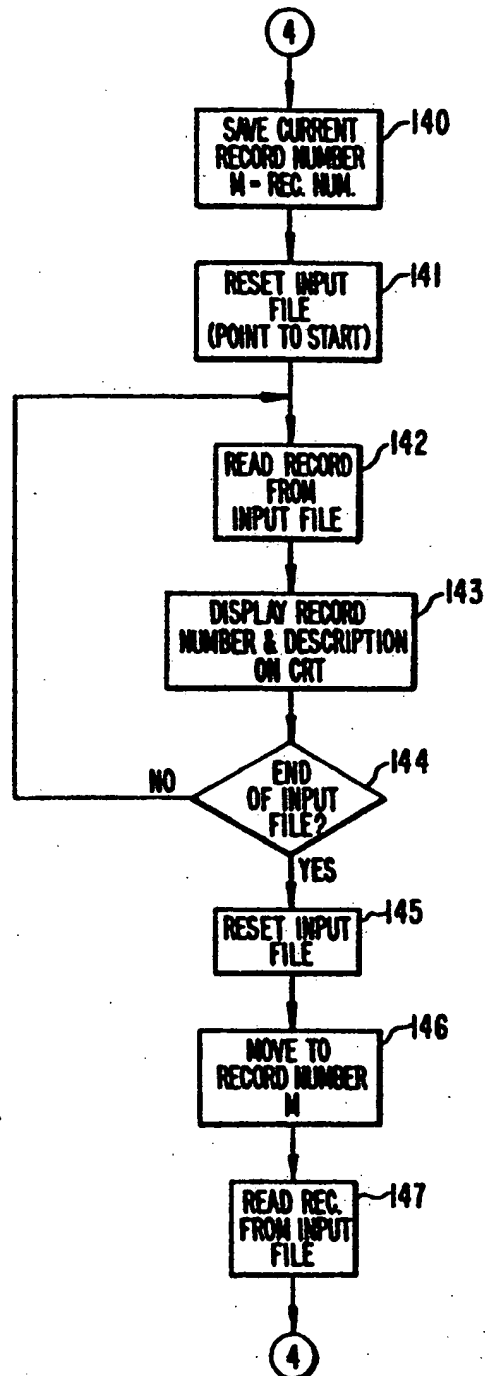 4
SAVE CURRENT
RECORD NUMBER
M - REC. NUM.
140
RESET INPUT
FILE
(POINT TO START)
141
READ RECORD
FROM
INPUT FILE
142
DISPLAY RECORD
NUMBER & DESCRIPTION
ON CRT
143
END
OF INPUT
FILE?
144
NO
YES
RESET INPUT
FILE
145
MOVE TO
RECORD NUMBER
M
146
READ REC.
FROM INPUT
FILE
147
4